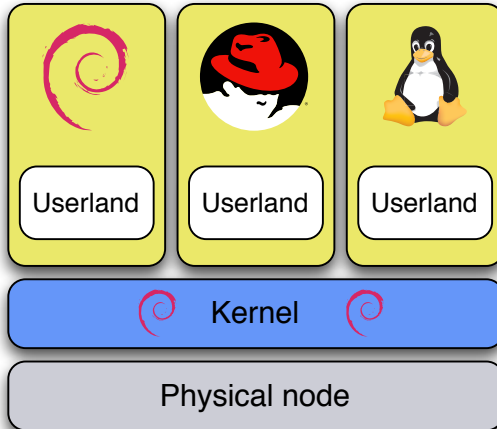 Userland
Userland
Userland
Kernel
Physical node